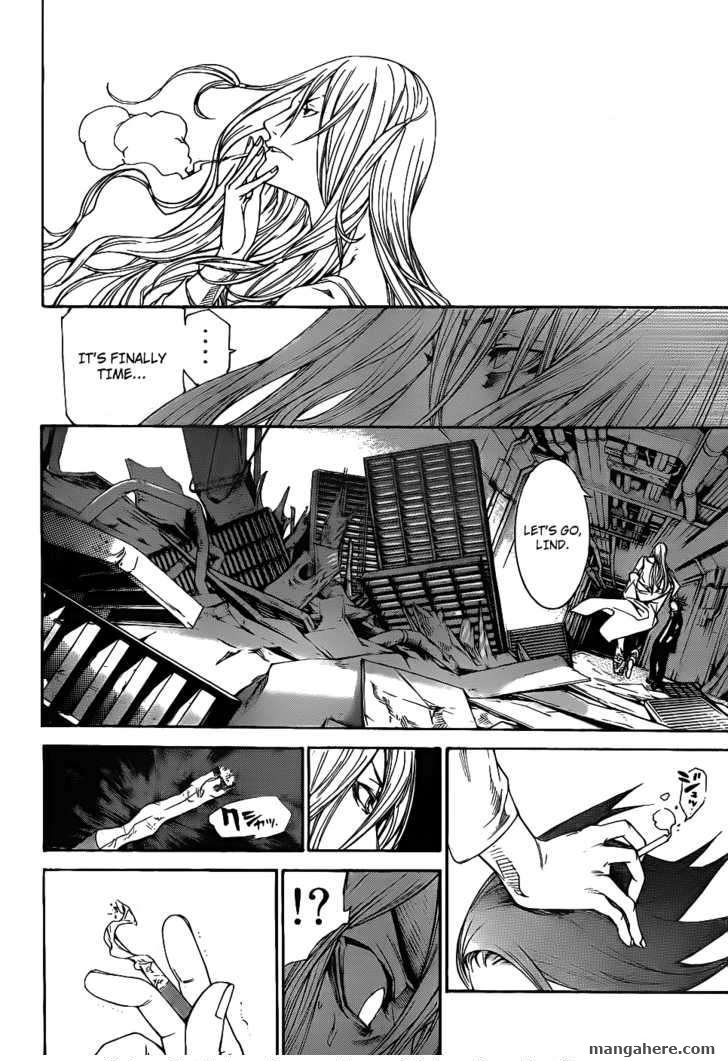 ...
IT'S FINALLY
TIME...
LET'S GO,
LIND.
!?
mangahere.com